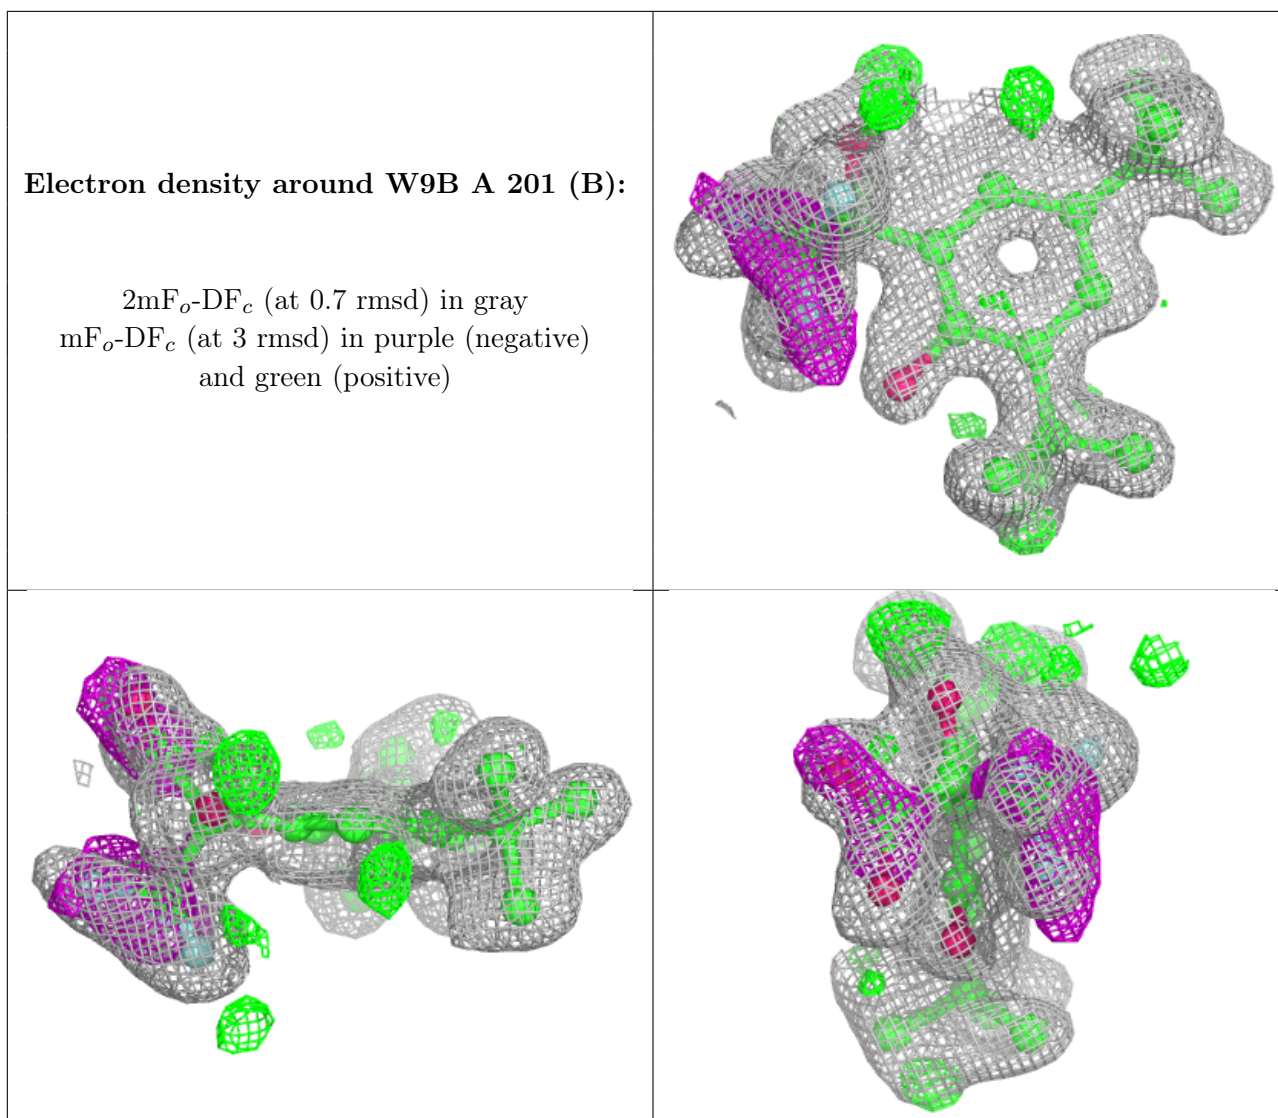 Electron density around W9B A 201 (B):
2mFo-DFc (at 0.7 rmsd) in gray
mFo-DFc (at 3 rmsd) in purple (negative)
and green (positive)